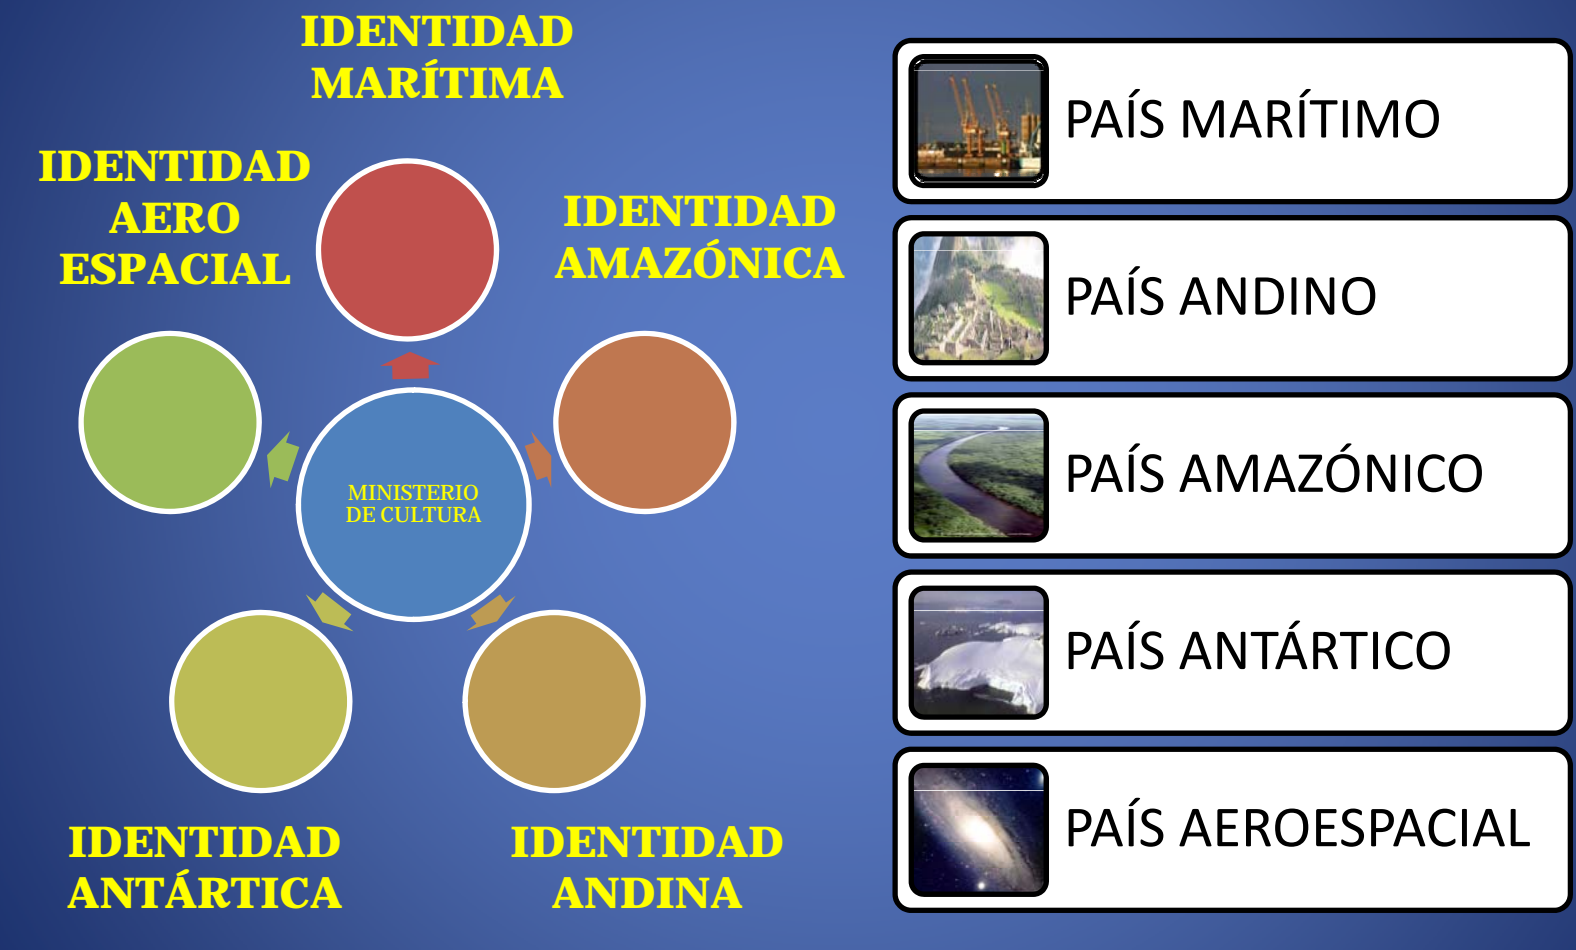 IDENTIDAD
MARÍTIMA
IDENTIDAD
AERO
ESPACIAL
IDENTIDAD
AMAZÓNICA
MINISTERIO
DE CULTURA
IDENTIDAD
ANTÁRTICA
IDENTIDAD
ANDINA
PAÍS MARÍTIMO
PAÍS ANDINO
PAÍS AMAZÓNICO
PAÍS ANTÁRTICO
PAÍS AEROESPACIAL